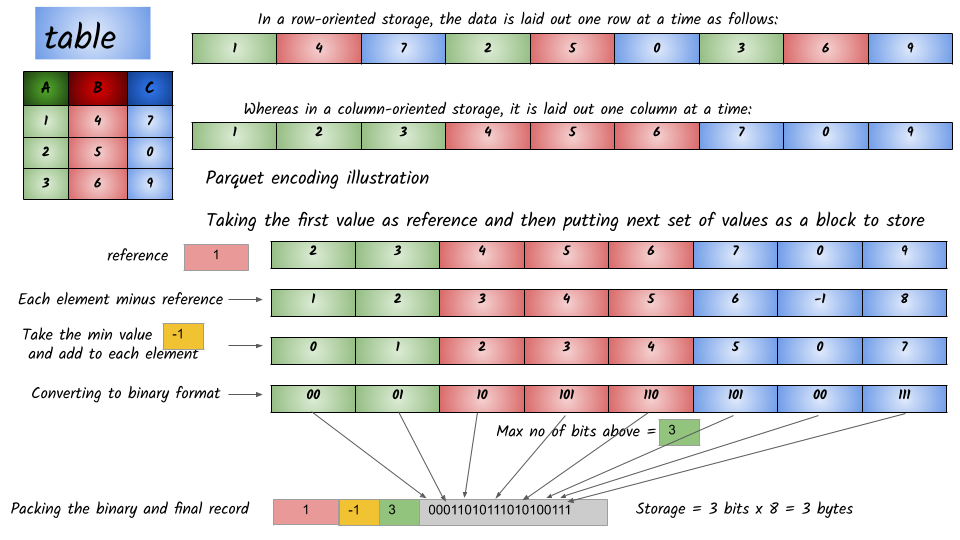 table
In a row-oriented storage, the data is laid out one row at a time as follows:
1 4 7 2 5 0 3 6 9
A B C
1 4 7
2 5 0
3 6 9
Whereas in a column-oriented storage, it is laid out one column at a time:
1 2 3 4 5 6 7 0 9
Parquet encoding illustration
Taking the first value as reference and then putting next set of values as a block to store
reference 1 2 3 4 5 6 7 0 9
Each element minus reference 1 2 3 4 5 6 -1 8
Take the min value -1
and add to each element 0 1 2 3 4 5 0 7
Converting to binary format 00 01 10 101 110 101 00 111
Max no of bits above = 3
Packing the binary and final record 1 -1 3 00011010111010100111 Storage = 3 bits x 8 = 3 bytes